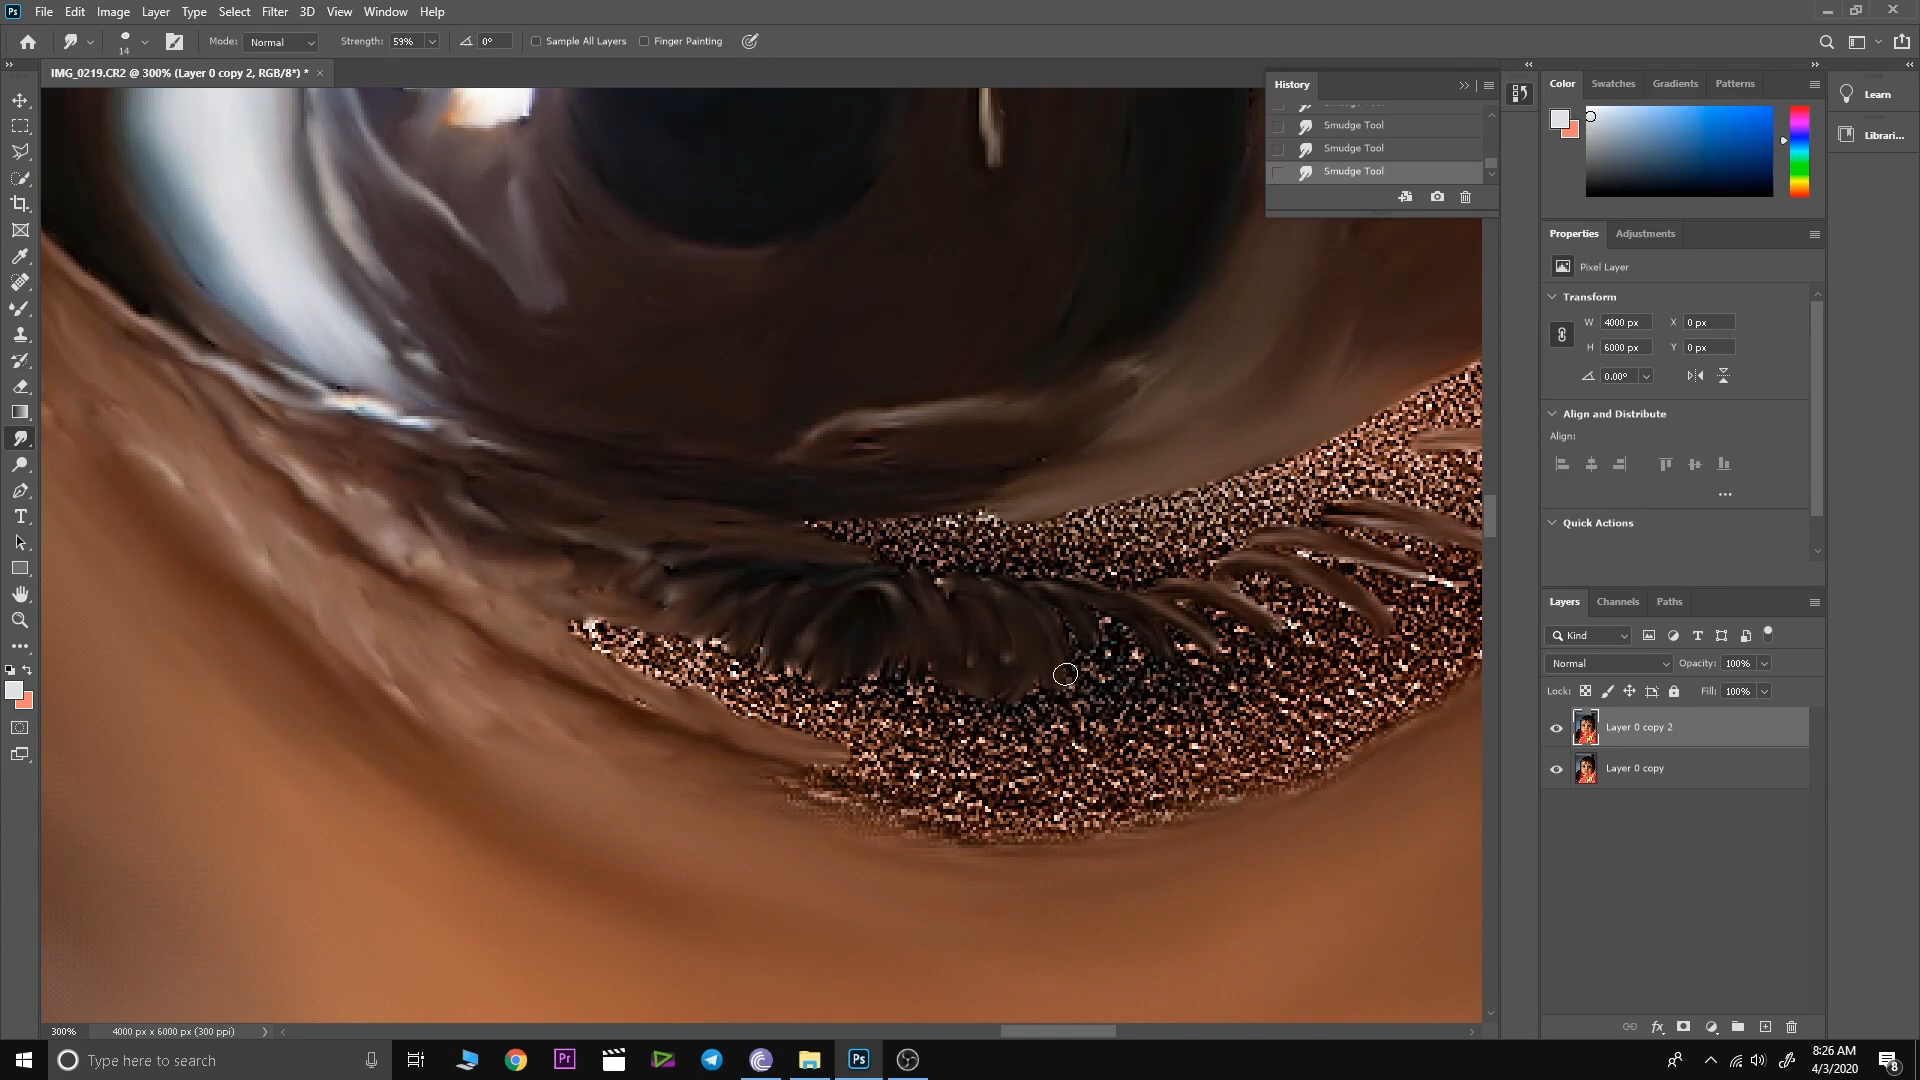 Ps File Edit Image Layer Type Select Filter 3D View Window Help
14 Mode: Normal Strength: 59% 0° Sample All Layers Finger Painting
IMG_0219.CR2 @ 300% (Layer 0 copy 2, RGB/8*) * ×
History
Smudge Tool
Smudge Tool
Smudge Tool
Color Swatches Gradients Patterns
Learn
Librari...
Properties Adjustments
Pixel Layer
Transform
W 4000 px X 0 px
H 6000 px Y 0 px
0.00°
Align and Distribute
Align:
Quick Actions
Layers Channels Paths
Kind
Normal Opacity: 100%
Lock: Fill: 100%
Layer 0 copy 2
Layer 0 copy
300% 4000 px x 6000 px (300 ppi)
Type here to search
Pr
Ps
8:26 AM
4/3/2020
8